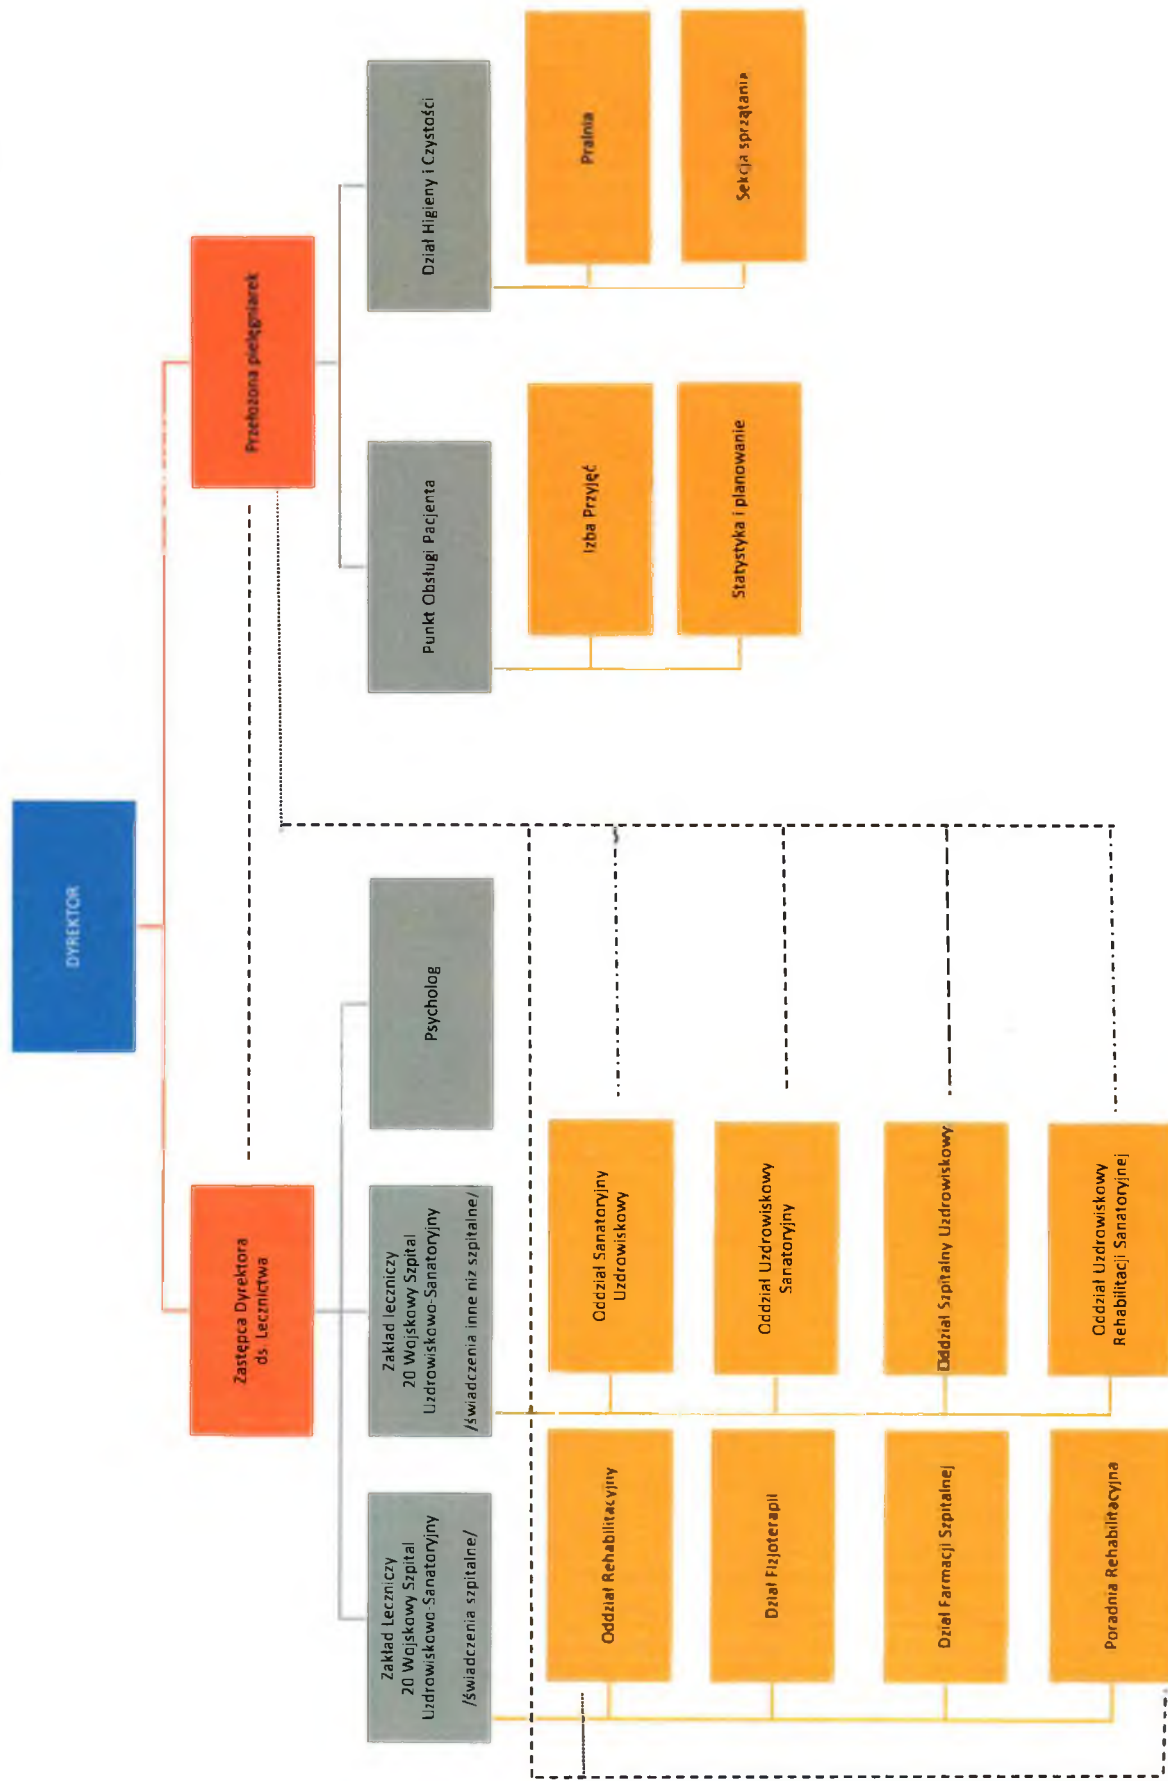 DYREKTOR
Zastępca Dyrektora
ds. Lecznictwa
Przełożona pielęgniarek
Zakład Leczniczy
20 Wojskowy Szpital
Uzdrowiskowo-Sanatoryjny
/świadczenia szpitalne/
Zakład leczniczy
20 Wojskowy Szpital
Uzdrowiskowo-Sanatoryjny
/świadczenia inne niz szpitalne/
Psycholog
Punkt Obsługi Pacjenta
Dział Higieny i Czystości
Oddział Rehabilitacyjny
Dział Fizjoterapii
Dział Farmacji Szpitalnej
Poradnia Rehabilitacyjna
Oddział Sanatoryjny
Uzdrowiskowy
Oddział Uzdrowiskowy
Sanatoryjny
Oddział Szpitalny Uzdrowiskowy
Oddział Uzdrowiskowy
Rehabilitacji Sanatoryjnej
Izba Przyjęć
Statystyka i planowanie
Pralnia
Sekcja sprzątania